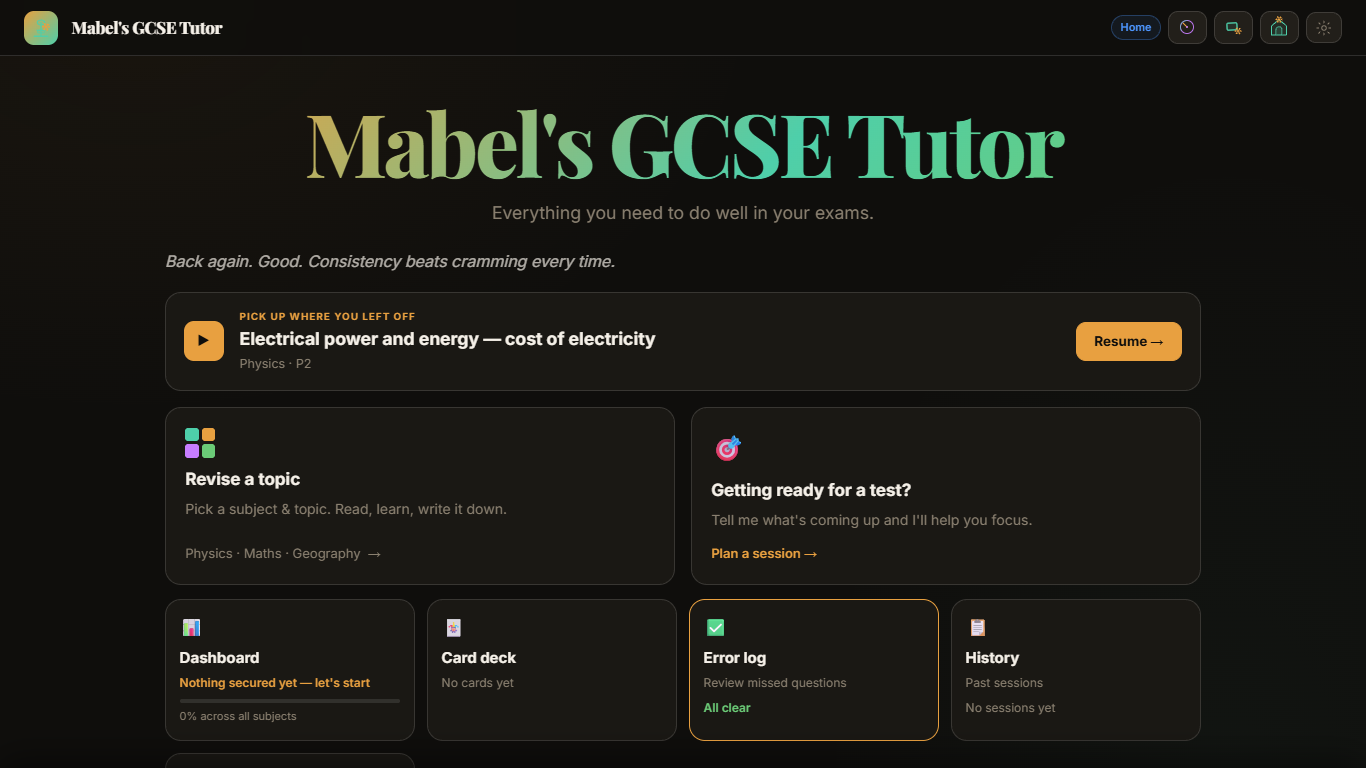 Mabel's GCSE Tutor
Home
Mabel's GCSE Tutor
Everything you need to do well in your exams.
Back again. Good. Consistency beats cramming every time.
PICK UP WHERE YOU LEFT OFF
Electrical power and energy — cost of electricity
Physics · P2
Resume →
Revise a topic
Pick a subject & topic. Read, learn, write it down.
Physics · Maths · Geography →
Getting ready for a test?
Tell me what's coming up and I'll help you focus.
Plan a session →
Dashboard
Nothing secured yet — let's start
0% across all subjects
Card deck
No cards yet
Error log
Review missed questions
All clear
History
Past sessions
No sessions yet